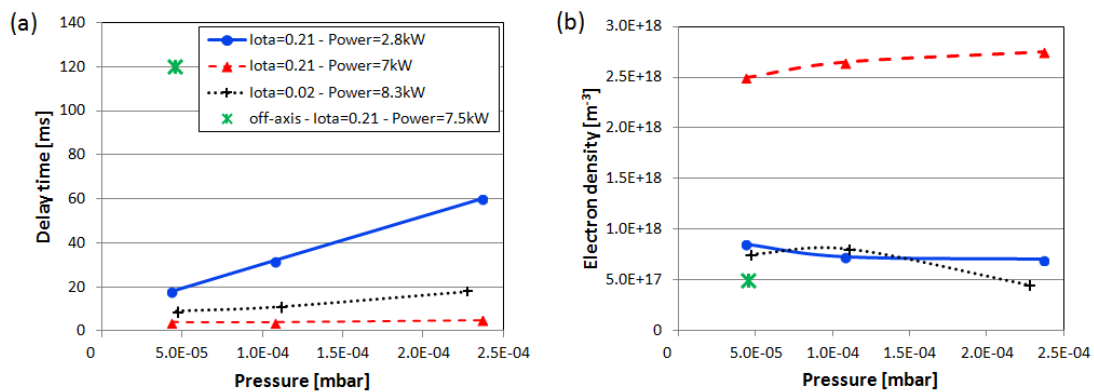 (a)
140
120
100
80
60
40
20
0
Delay time [ms]
Iota=0.21 - Power=2.8kW
Iota=0.21 - Power=7kW
Iota=0.02 - Power=8.3kW
off-axis - Iota=0.21 - Power=7.5kW
0 5.0E-05 1.0E-04 1.5E-04 2.0E-04 2.5E-04
Pressure [mbar]
(b)
3.0E+18
2.5E+18
2.0E+18
1.5E+18
1.0E+18
5.0E+17
0
Electron density [m-3]
0 5.0E-05 1.0E-04 1.5E-04 2.0E-04 2.5E-04
Pressure [mbar]